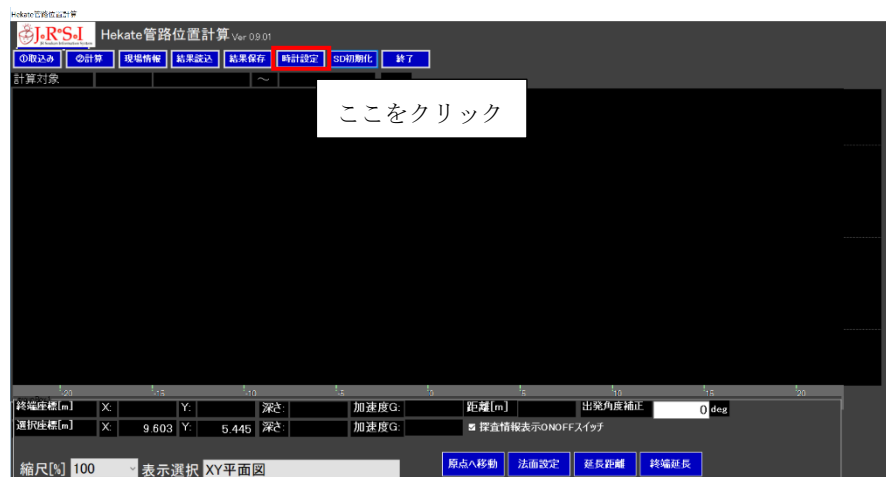 Hekate管路位置計算
J.R*S.I Hekate管路位置計算 Ver 0.9.01
①取込み ②計算 現場情報 結果読込 結果保存 時計設定 SD初期化 終了
計算対象 ～
ここをクリック
-20 -15 -10 -5 0 5 10 15 20
終端座標[m] X: Y: 深さ: 加速度G: 距離[m] 出発角度補正 0 deg
選択座標[m] X: 9.603 Y: 5.445 深さ: 加速度G: 探査情報表示ONOFFスイッチ
縮尺[%] 100 表示選択 XY平面図 原点へ移動 法面設定 延長距離 終端延長